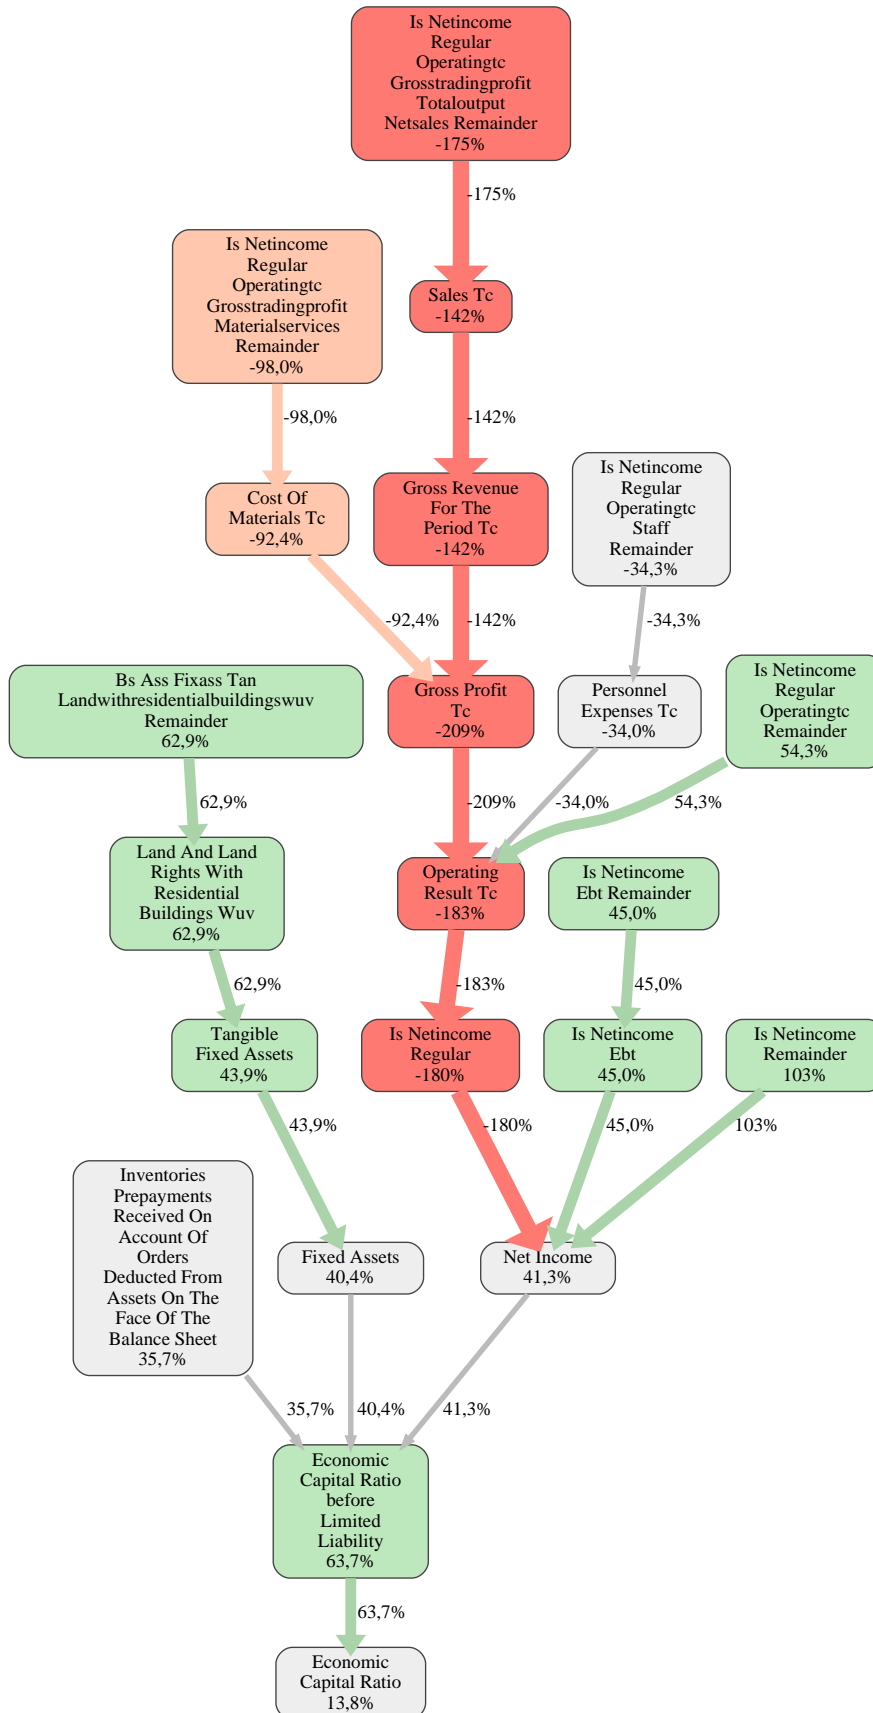 Is Netincome
Regular
Operatingtc
Grosstradingprofit
Totaloutput
Netsales Remainder
-175%
-175%
Is Netincome
Regular
Operatingtc
Grosstradingprofit
Materialservices
Remainder
-98,0%
Sales Tc
-142%
-98,0%
-142%
Is Netincome
Regular
Operatingtc
Staff
Remainder
-34,3%
Cost Of
Materials Tc
-92,4%
Gross Revenue
For The
Period Tc
-142%
-92,4%
-142%
-34,3%
Bs Ass Fixass Tan
Landwithresidentialbuildingswuv
Remainder
62,9%
Gross Profit
Tc
-209%
Personnel
Expenses Tc
-34,0%
Is Netincome
Regular
Operatingtc
Remainder
54,3%
62,9%
-209%
-34,0%
54,3%
Land And Land
Rights With
Residential
Buildings Wuv
62,9%
Operating
Result Tc
-183%
Is Netincome
Ebt Remainder
45,0%
62,9%
-183%
45,0%
Tangible
Fixed Assets
43,9%
Is Netincome
Regular
-180%
Is Netincome
Ebt
45,0%
Is Netincome
Remainder
103%
43,9%
-180%
45,0%
103%
Inventories
Prepayments
Received On
Account Of
Orders
Deducted From
Assets On The
Face Of The
Balance Sheet
35,7%
Fixed Assets
40,4%
Net Income
41,3%
35,7%
40,4%
41,3%
Economic
Capital Ratio
before
Limited
Liability
63,7%
63,7%
Economic
Capital Ratio
13,8%